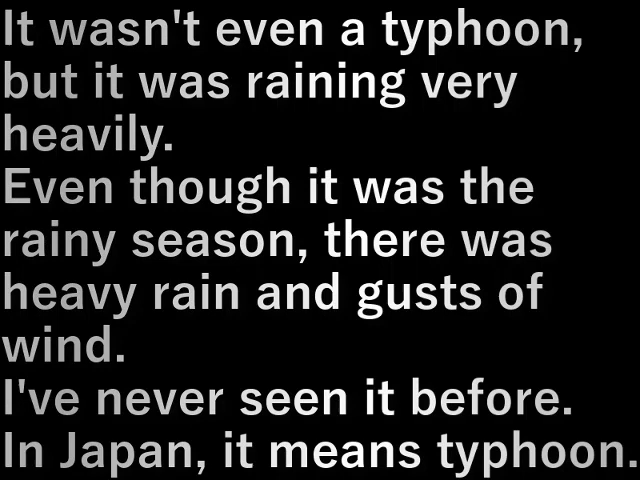 It wasn't even a typhoon,
but it was raining very
heavily.
Even though it was the
rainy season, there was
heavy rain and gusts of
wind.
I've never seen it before.
In Japan, it means typhoon.